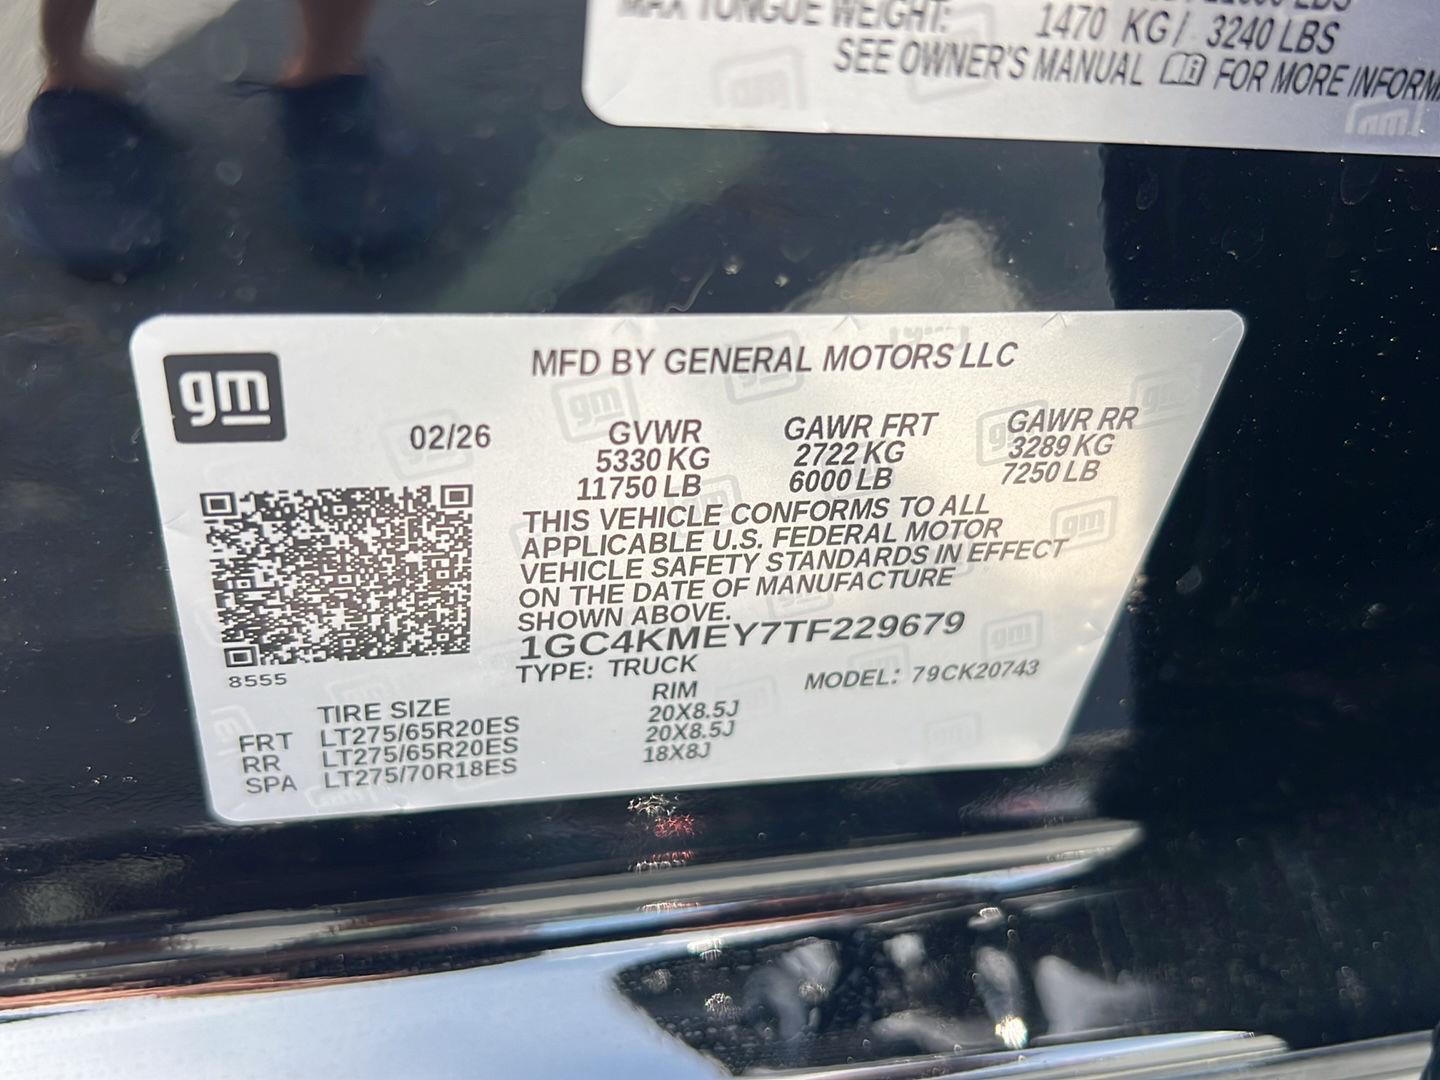 MAX TONGUE WEIGHT:
1470 KG / 3240 LBS
SEE OWNER'S MANUAL FOR MORE
gm
MFD BY GENERAL MOTORS LLC
02/26
GVWR GAWR FRT GAWR RR
5330 KG 2722 KG 3289 KG
11750 LB 6000 LB 7250 LB
THIS VEHICLE CONFORMS TO ALL
APPLICABLE U.S. FEDERAL MOTOR
VEHICLE SAFETY STANDARDS IN EFFECT
ON THE DATE OF MANUFACTURE
SHOWN ABOVE.
1GC4KMEY7TF229679
8555
TYPE: TRUCK MODEL: 79CK20743
TIRE SIZE RIM
FRT LT275/65R20ES 20X8.5J
RR LT275/65R20ES 20X8.5J
SPA LT275/70R18ES 18X8J